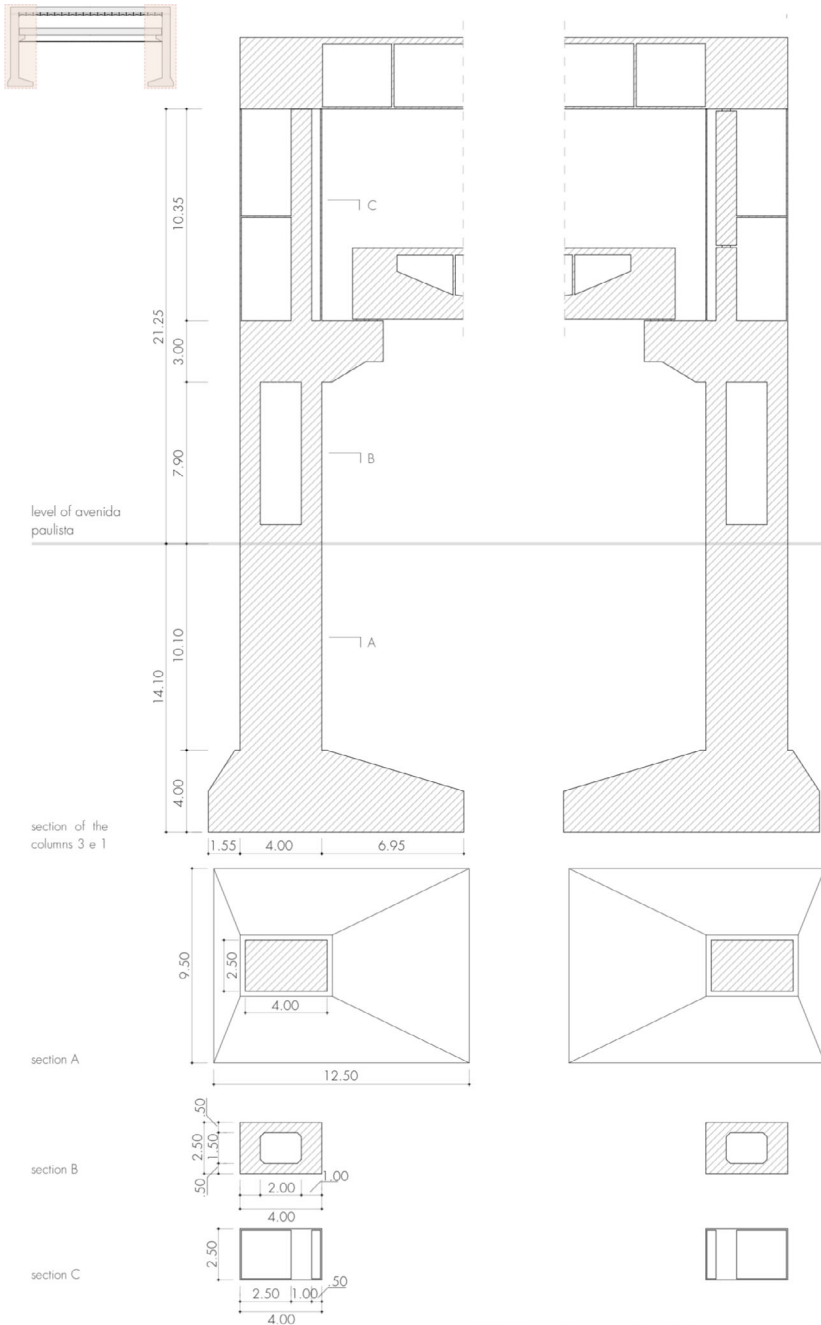 C
10.35
21.25
3.00
B
7.90
level of avenida
paulista
A
10.10
14.10
4.00
section of the
columns 3 e 1
1.55
4.00
6.95
9.50
2.50
4.00
section A
12.50
.50
2.50
1.50
.50
section B
2.00
1.00
4.00
2.50
section C
2.50
1.00
.50
4.00